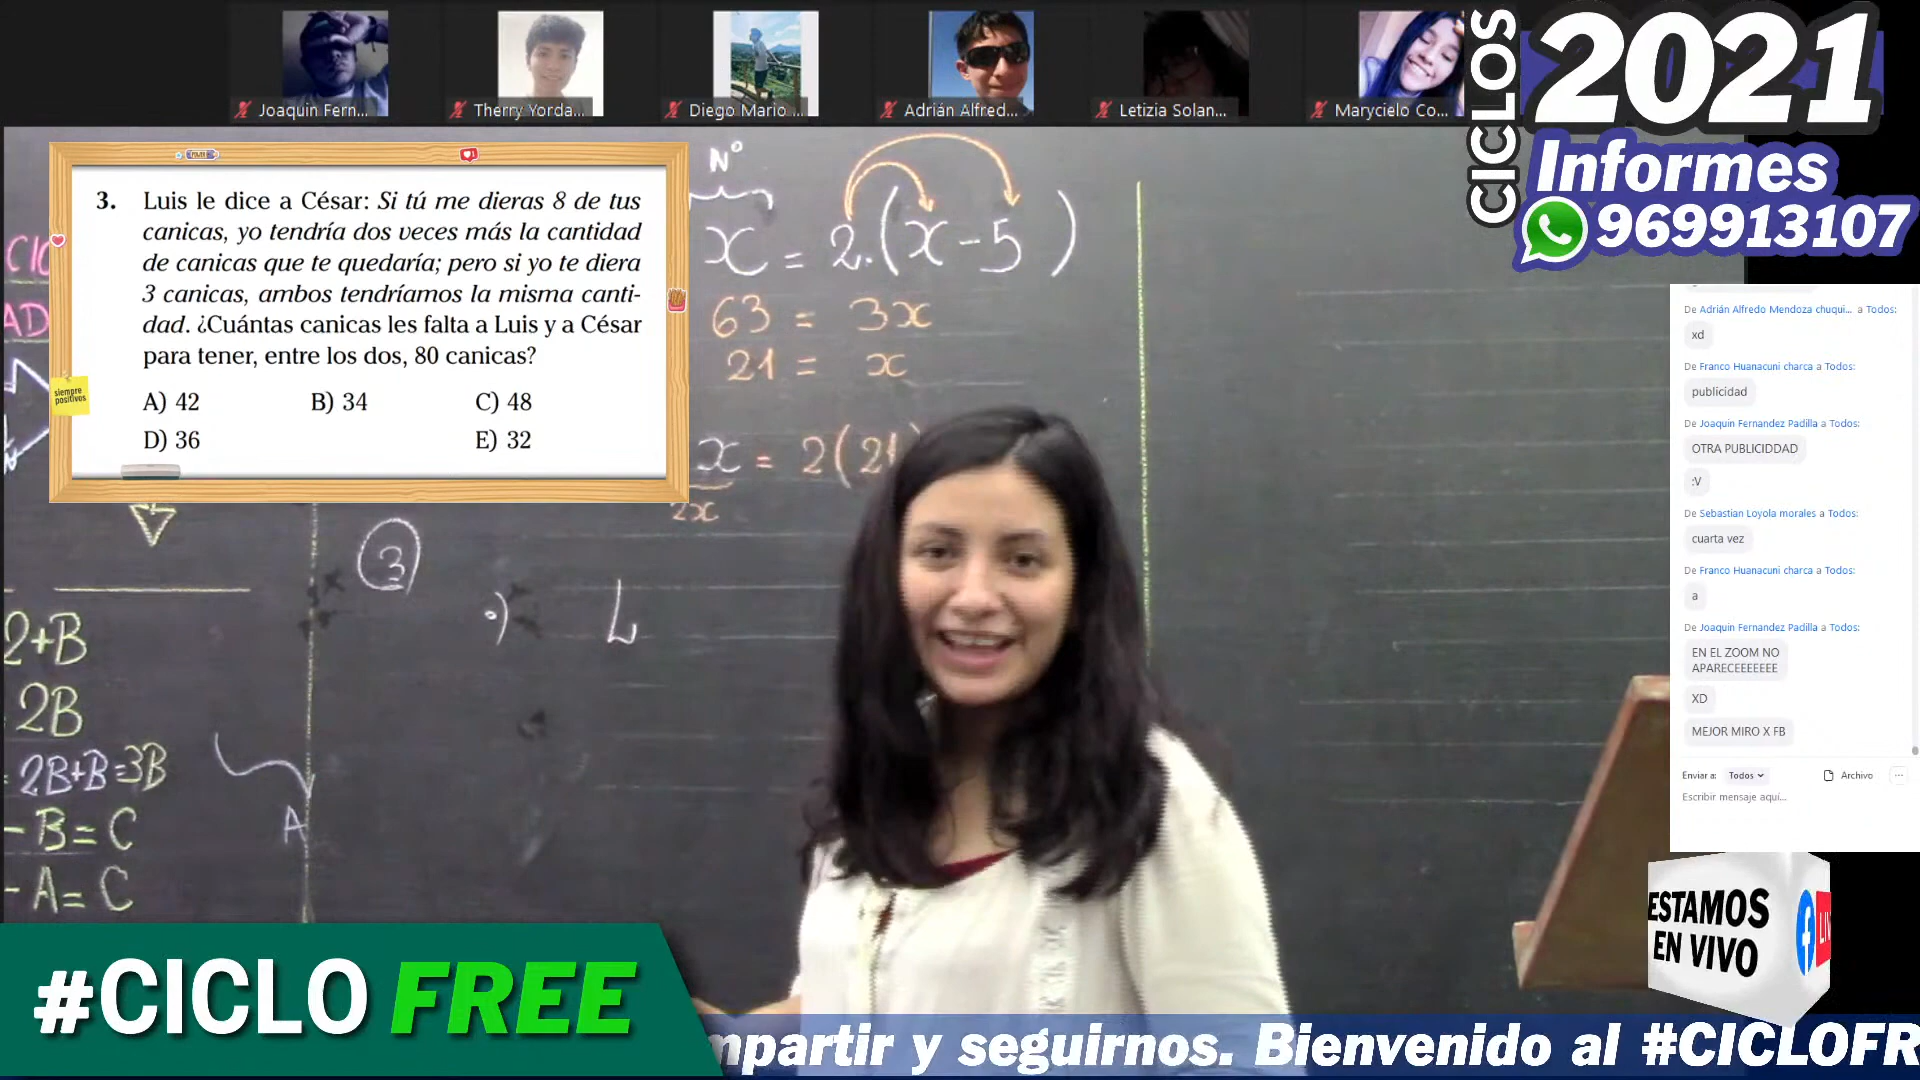 Joaquin Fern...
Therry Yorda...
Diego Mario ...
Adrián Alfred...
Letizia Solan...
Marycielo Co...
CICLOS
2021
Informes
969913107
3. Luis le dice a César: Si tú me dieras 8 de tus
canicas, yo tendría dos veces más la cantidad
de canicas que te quedaría; pero si yo te diera
3 canicas, ambos tendríamos la misma canti-
dad. ¿Cuántas canicas les falta a Luis y a César
para tener, entre los dos, 80 canicas?
A) 42 B) 34 C) 48
D) 36 E) 32
siempre
positivos
N°
x = 2.(x-5)
63 = 3x
21 = x
x = 2(21
2x
3
L
2+B
2B
= 2B+B=3B
- B = C
- A = C
A
De Adrián Alfredo Mendoza chuqui... a Todos:
xd
De Franco Huanacuni charca a Todos:
publicidad
De Joaquin Fernandez Padilla a Todos:
OTRA PUBLICIDDAD
:V
De Sebastian Loyola morales a Todos:
cuarta vez
De Franco Huanacuni charca a Todos:
a
De Joaquin Fernandez Padilla a Todos:
EN EL ZOOM NO
APARECEEEEEEE
XD
MEJOR MIRO X FB
Enviar a: Todos Archivo ...
Escribir mensaje aquí...
ESTAMOS
EN VIVO
#CICLO FREE
mpartir y seguirnos. Bienvenido al #CICLOFR